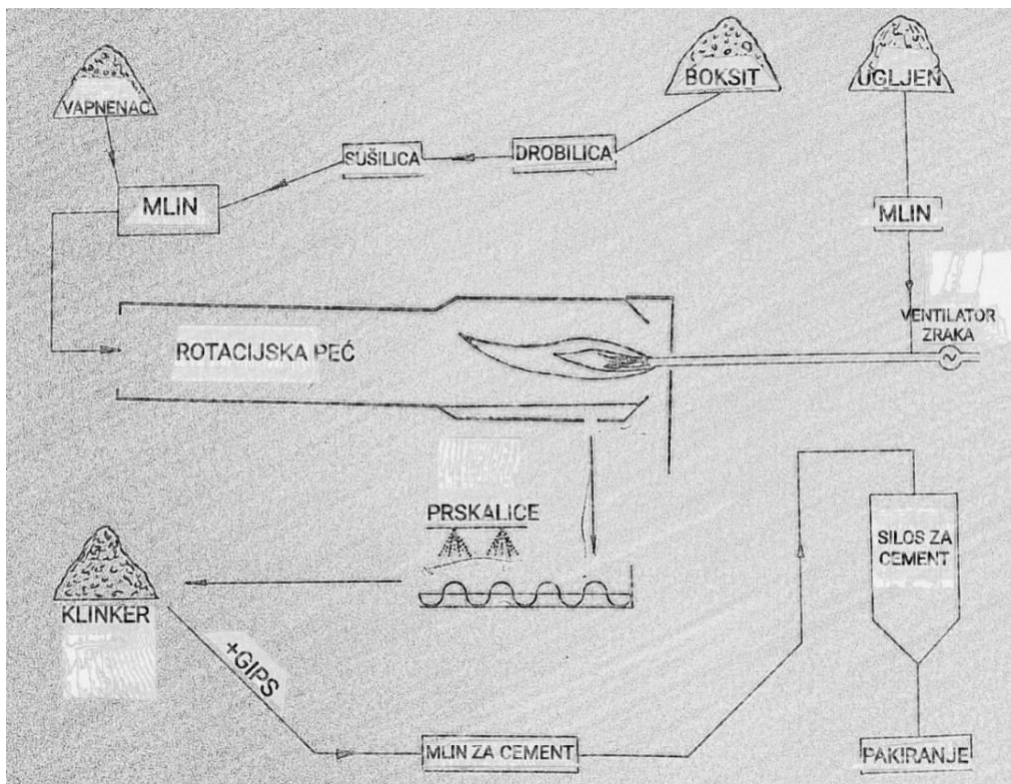 VAPNENAC
BOKSIT
UGLJEN
SUŠILICA
DROBILICA
MLIN
MLIN
VENTILATOR
ZRAKA
ROTACIJSKA PEĆ
PRSKALICE
SILOS ZA
CEMENT
KLINKER
+GIPS
MLIN ZA CEMENT
PAKIRANJE